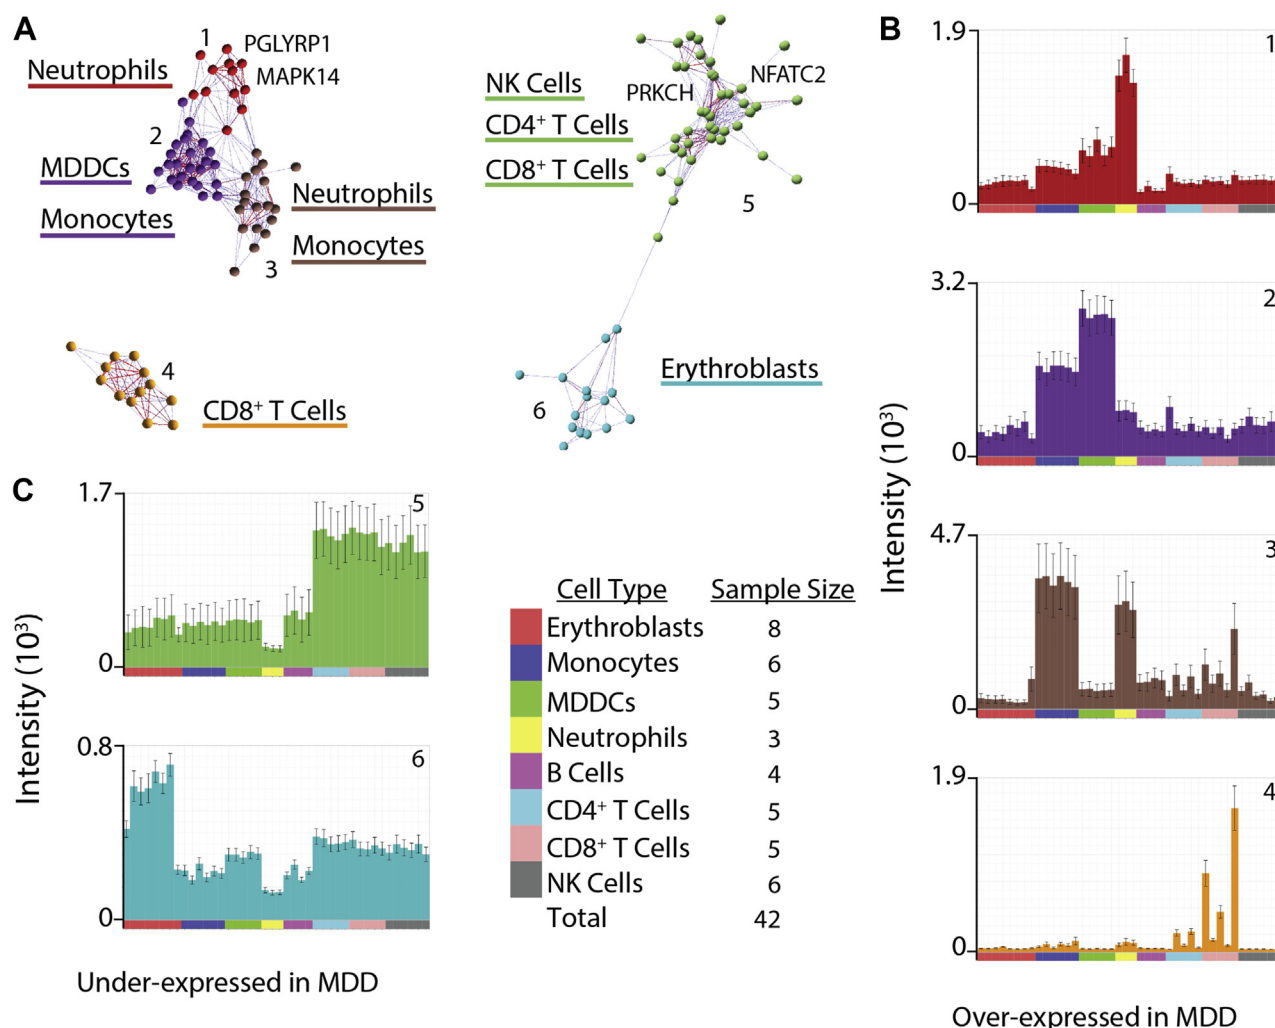 A
1
PGLYRP1
MAPK14
Neutrophils
2
MDDCs
Monocytes
Neutrophils
Monocytes
3
4
CD8+ T Cells
NK Cells
CD4+ T Cells
CD8+ T Cells
PRKCH
NFATC2
5
Erythroblasts
6
B
1.9
0
1
3.2
0
2
Intensity (10³)
4.7
0
3
1.9
0
4
Over-expressed in MDD
C
1.7
0
5
Intensity (10³)
0.8
0
6
Under-expressed in MDD
Cell Type Sample Size
Erythroblasts 8
Monocytes 6
MDDCs 5
Neutrophils 3
B Cells 4
CD4+ T Cells 5
CD8+ T Cells 5
NK Cells 6
Total 42